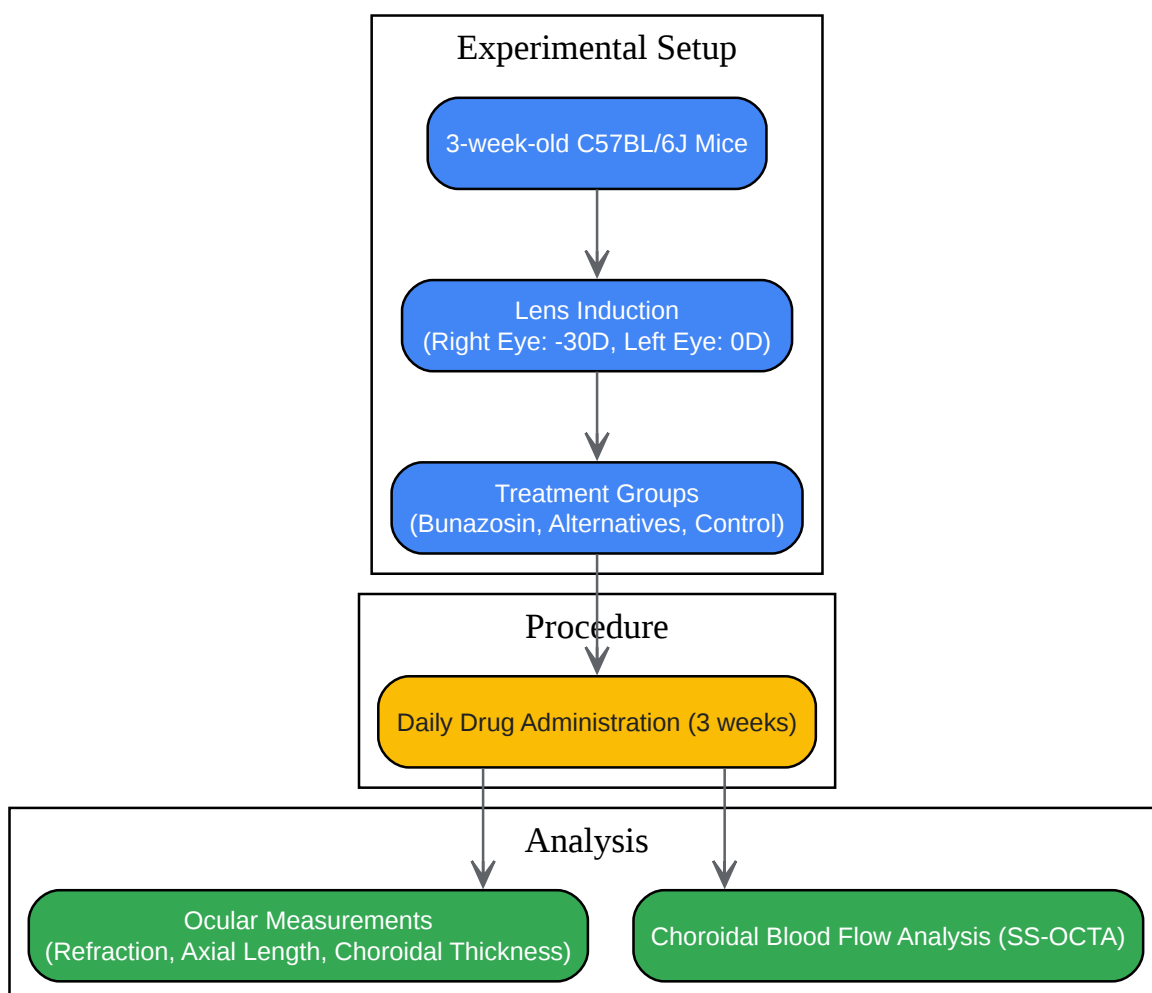 Experimental Setup
3-week-old C57BL/6J Mice
Lens Induction
(Right Eye: -30D, Left Eye: 0D)
Treatment Groups
(Bunazosin, Alternatives, Control)
Procedure
Daily Drug Administration (3 weeks)
Analysis
Ocular Measurements
(Refraction, Axial Length, Choroidal Thickness)
Choroidal Blood Flow Analysis (SS-OCTA)